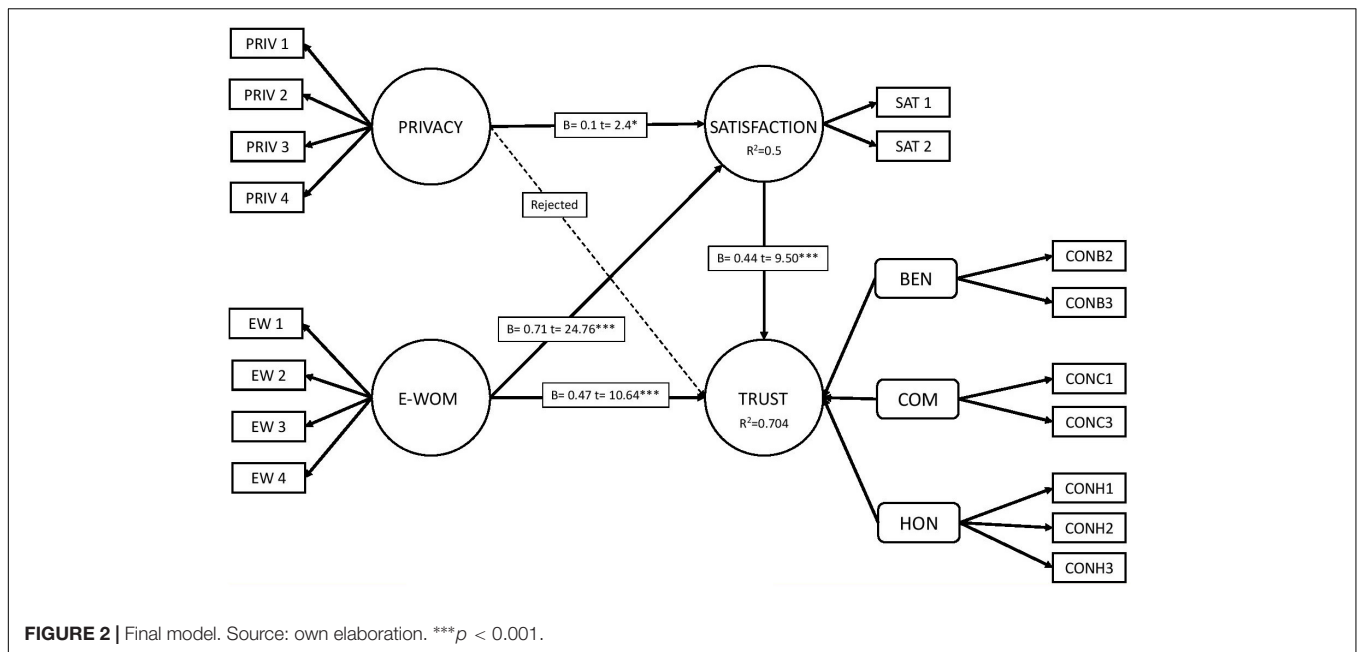 PRIV 1
PRIV 2
PRIV 3
PRIV 4
PRIVACY
B= 0.1 t= 2.4*
SATISFACTION
R²=0.5
SAT 1
SAT 2
Rejected
B= 0.44 t= 9.50***
B= 0.71 t= 24.76***
EW 1
EW 2
EW 3
EW 4
E-WOM
B= 0.47 t= 10.64***
TRUST
R²=0.704
BEN
CONB2
CONB3
COM
CONC1
CONC3
HON
CONH1
CONH2
CONH3
FIGURE 2 | Final model. Source: own elaboration. ***p < 0.001.